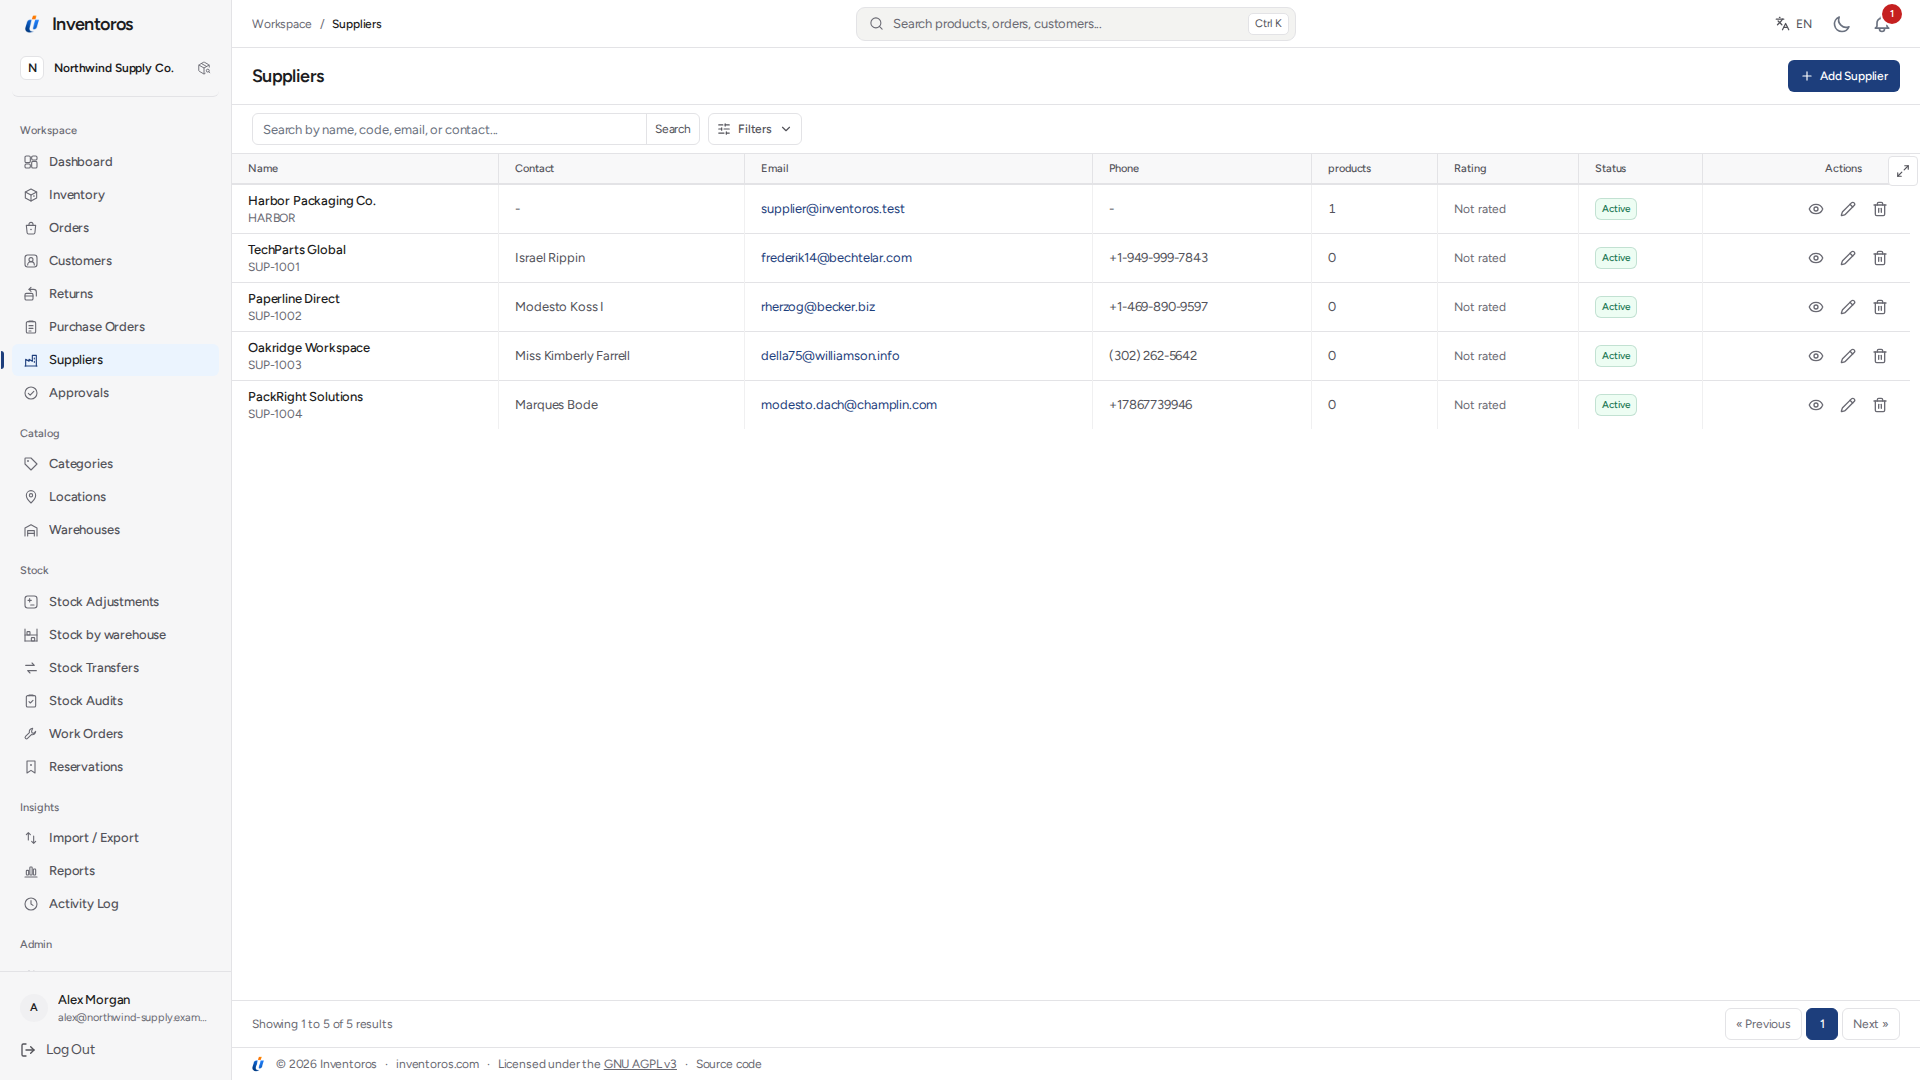 Inventoros
N Northwind Supply Co.
Workspace
Dashboard
Inventory
Orders
Customers
Returns
Purchase Orders
Suppliers
Approvals
Catalog
Categories
Locations
Warehouses
Stock
Stock Adjustments
Stock by warehouse
Stock Transfers
Stock Audits
Work Orders
Reservations
Insights
Import / Export
Reports
Activity Log
Admin
A Alex Morgan
alex@northwind-supply.exam...
Log Out
Workspace / Suppliers
Search products, orders, customers... Ctrl K
EN
1
Suppliers
Add Supplier
Search by name, code, email, or contact... Search Filters
Name Contact Email Phone products Rating Status Actions
Harbor Packaging Co.
HARBOR
- supplier@inventoros.test - 1 Not rated Active
TechParts Global
SUP-1001
Israel Rippin frederik14@bechtelar.com +1-949-999-7843 0 Not rated Active
Paperline Direct
SUP-1002
Modesto Koss I rherzog@becker.biz +1-469-890-9597 0 Not rated Active
Oakridge Workspace
SUP-1003
Miss Kimberly Farrell della75@williamson.info (302) 262-5642 0 Not rated Active
PackRight Solutions
SUP-1004
Marques Bode modesto.dach@champlin.com +17867739946 0 Not rated Active
Showing 1 to 5 of 5 results
« Previous 1 Next »
© 2026 Inventoros · inventoros.com · Licensed under the GNU AGPL v3 · Source code